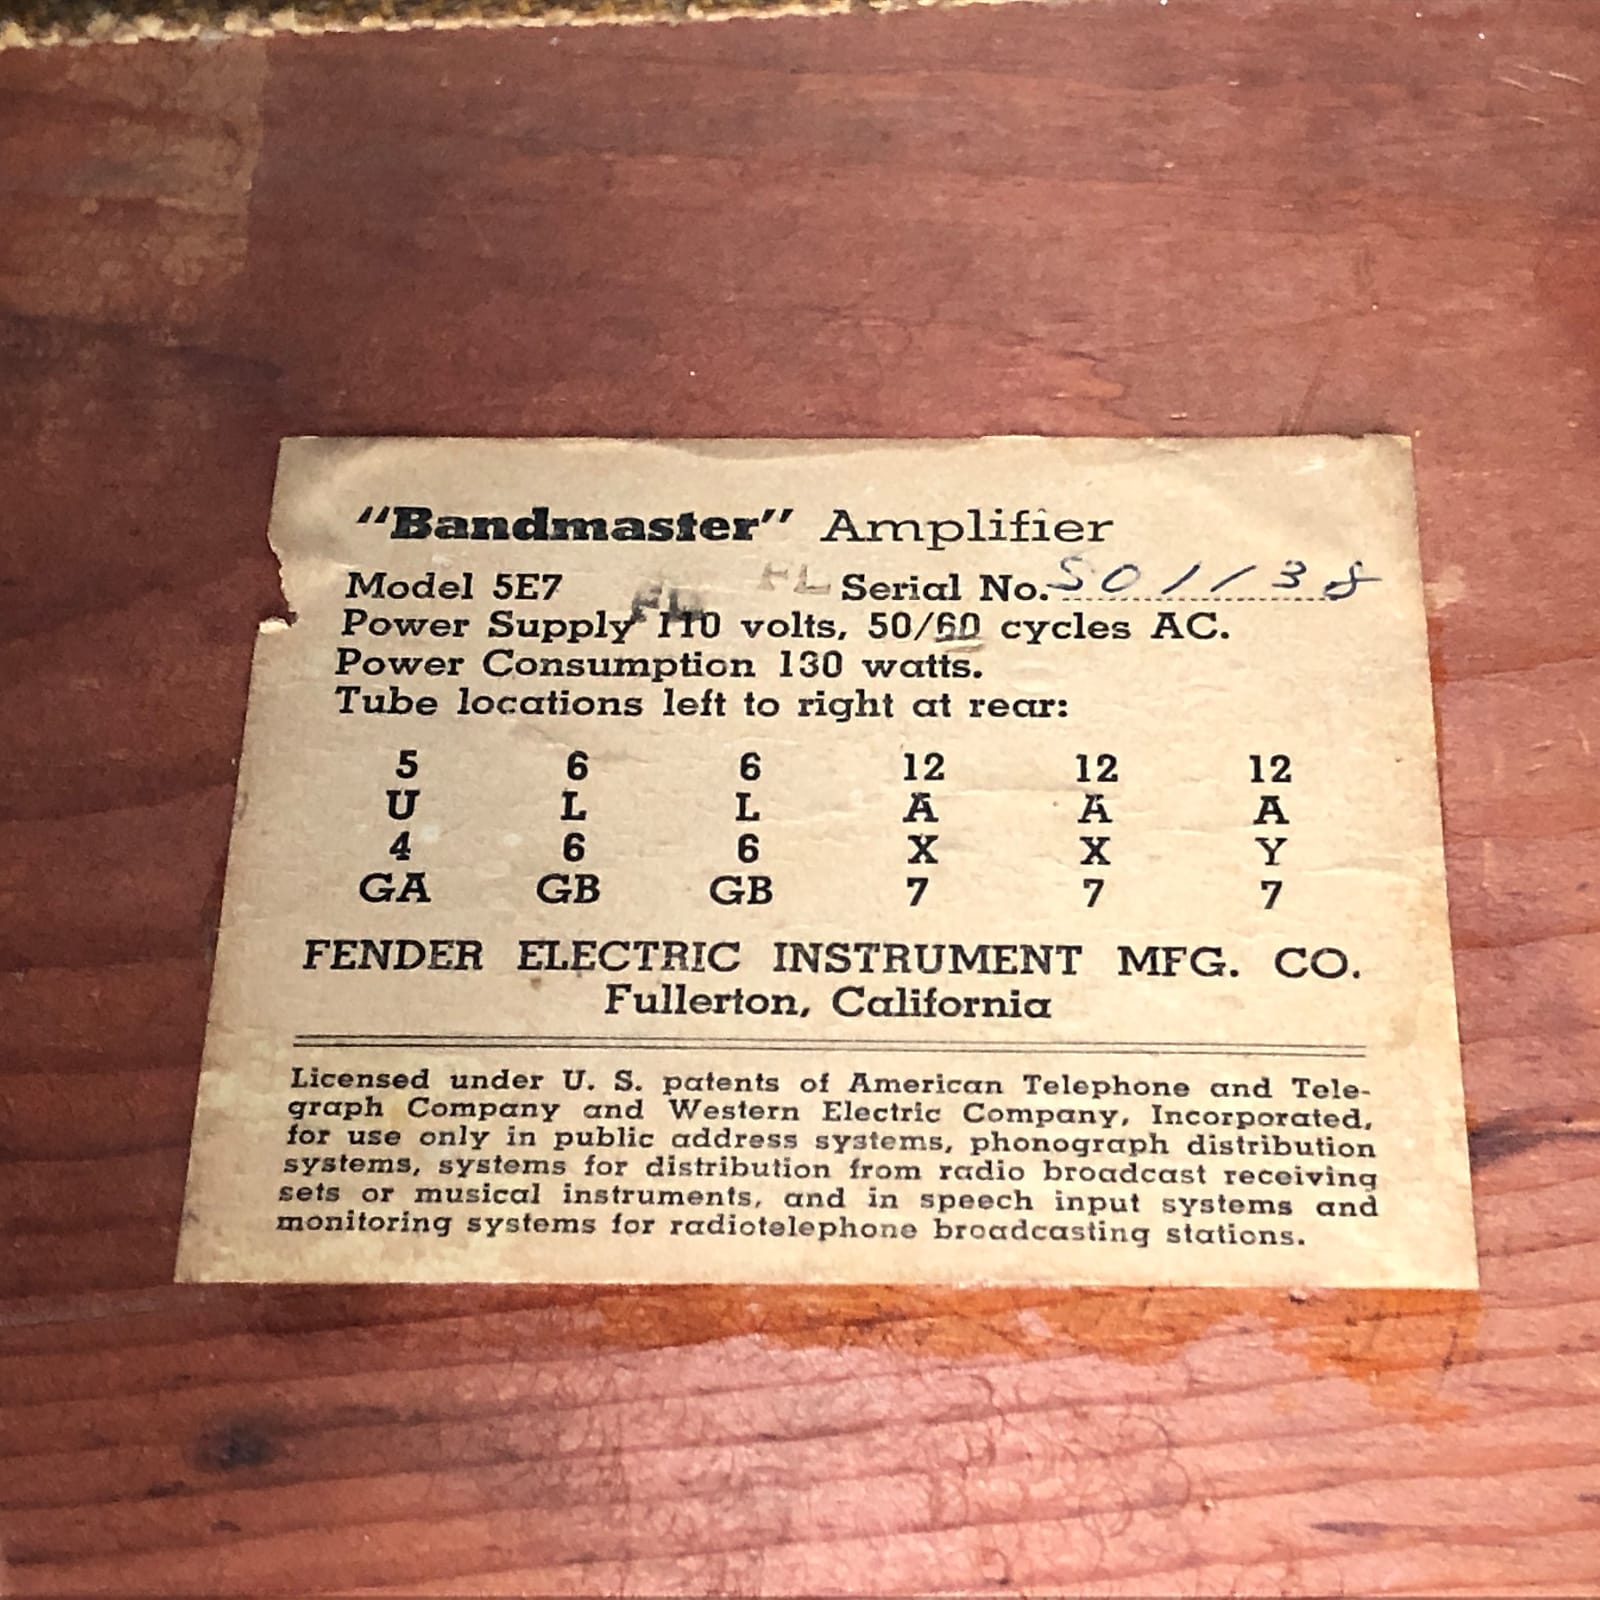 "Bandmaster" Amplifier
Model 5E7 FL Serial No. S01138
FL
Power Supply 110 volts, 50/60 cycles AC.
Power Consumption 130 watts.
Tube locations left to right at rear:
5 6 6 12 12 12
U L L A A A
4 6 6 X X Y
GA GB GB 7 7 7
FENDER ELECTRIC INSTRUMENT MFG. CO.
Fullerton, California
Licensed under U. S. patents of American Telephone and Tele-
graph Company and Western Electric Company, Incorporated,
for use only in public address systems, phonograph distribution
systems, systems for distribution from radio broadcast receiving
sets or musical instruments, and in speech input systems and
monitoring systems for radiotelephone broadcasting stations.